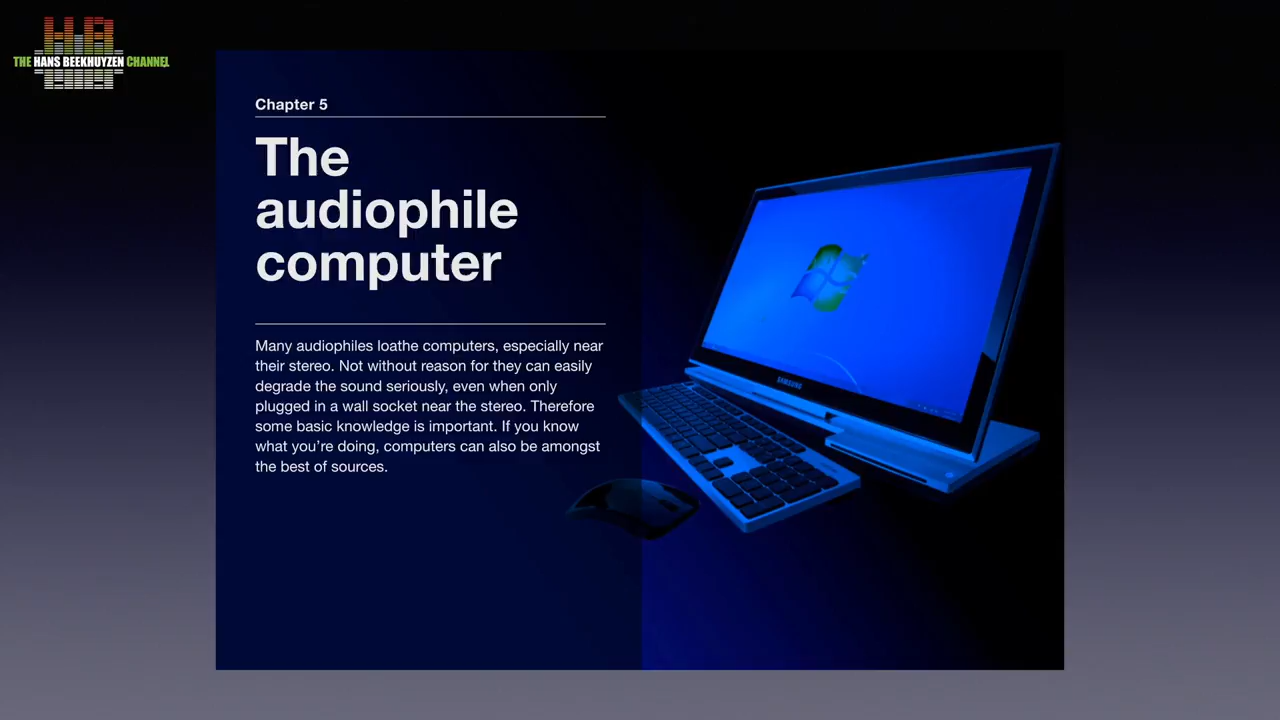 THE HANS BEEKHUYZEN CHANNEL
Chapter 5
The
audiophile
computer
Many audiophiles loathe computers, especially near
their stereo. Not without reason for they can easily
degrade the sound seriously, even when only
plugged in a wall socket near the stereo. Therefore
some basic knowledge is important. If you know
what you’re doing, computers can also be amongst
the best of sources.
SAMSUNG